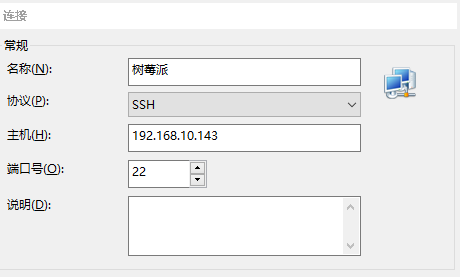 连接
常规
名称(N): 树莓派
协议(P): SSH
主机(H): 192.168.10.143
端口号(O): 22
说明(D):